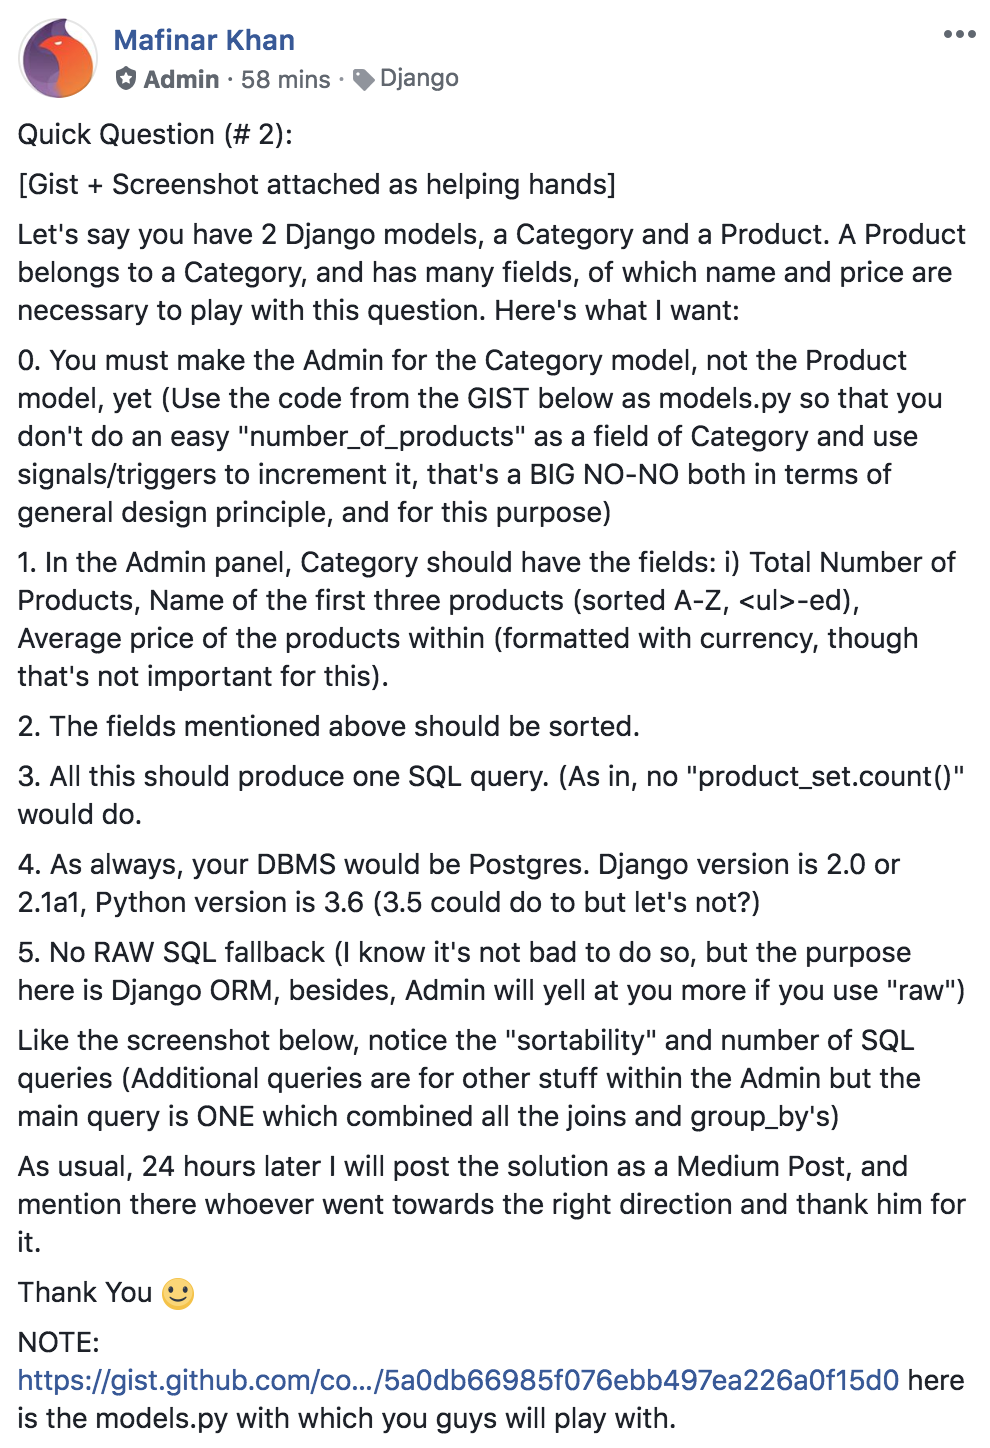 Mafinar Khan
Admin · 58 mins · Django
Quick Question (# 2):
[Gist + Screenshot attached as helping hands]
Let's say you have 2 Django models, a Category and a Product. A Product
belongs to a Category, and has many fields, of which name and price are
necessary to play with this question. Here's what I want:
0. You must make the Admin for the Category model, not the Product
model, yet (Use the code from the GIST below as models.py so that you
don't do an easy "number_of_products" as a field of Category and use
signals/triggers to increment it, that's a BIG NO-NO both in terms of
general design principle, and for this purpose)
1. In the Admin panel, Category should have the fields: i) Total Number of
Products, Name of the first three products (sorted A-Z, <ul>-ed),
Average price of the products within (formatted with currency, though
that's not important for this).
2. The fields mentioned above should be sorted.
3. All this should produce one SQL query. (As in, no "product_set.count()"
would do.
4. As always, your DBMS would be Postgres. Django version is 2.0 or
2.1a1, Python version is 3.6 (3.5 could do to but let's not?)
5. No RAW SQL fallback (I know it's not bad to do so, but the purpose
here is Django ORM, besides, Admin will yell at you more if you use "raw")
Like the screenshot below, notice the "sortability" and number of SQL
queries (Additional queries are for other stuff within the Admin but the
main query is ONE which combined all the joins and group_by's)
As usual, 24 hours later I will post the solution as a Medium Post, and
mention there whoever went towards the right direction and thank him for
it.
Thank You 🙂
NOTE:
https://gist.github.com/co.../5a0db66985f076ebb497ea226a0f15d0 here
is the models.py with which you guys will play with.